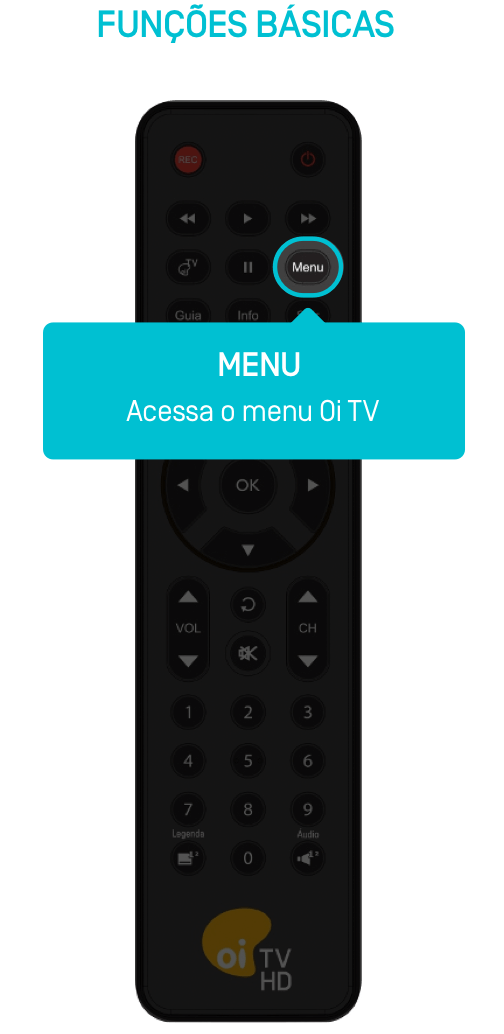 FUNÇÕES BÁSICAS
REC
TV
Menu
Guia Info
MENU
Acessa o menu Oi TV
OK
VOL CH
1 2 3
4 5 6
7 8 9
Legenda Áudio
0
oi TV
HD